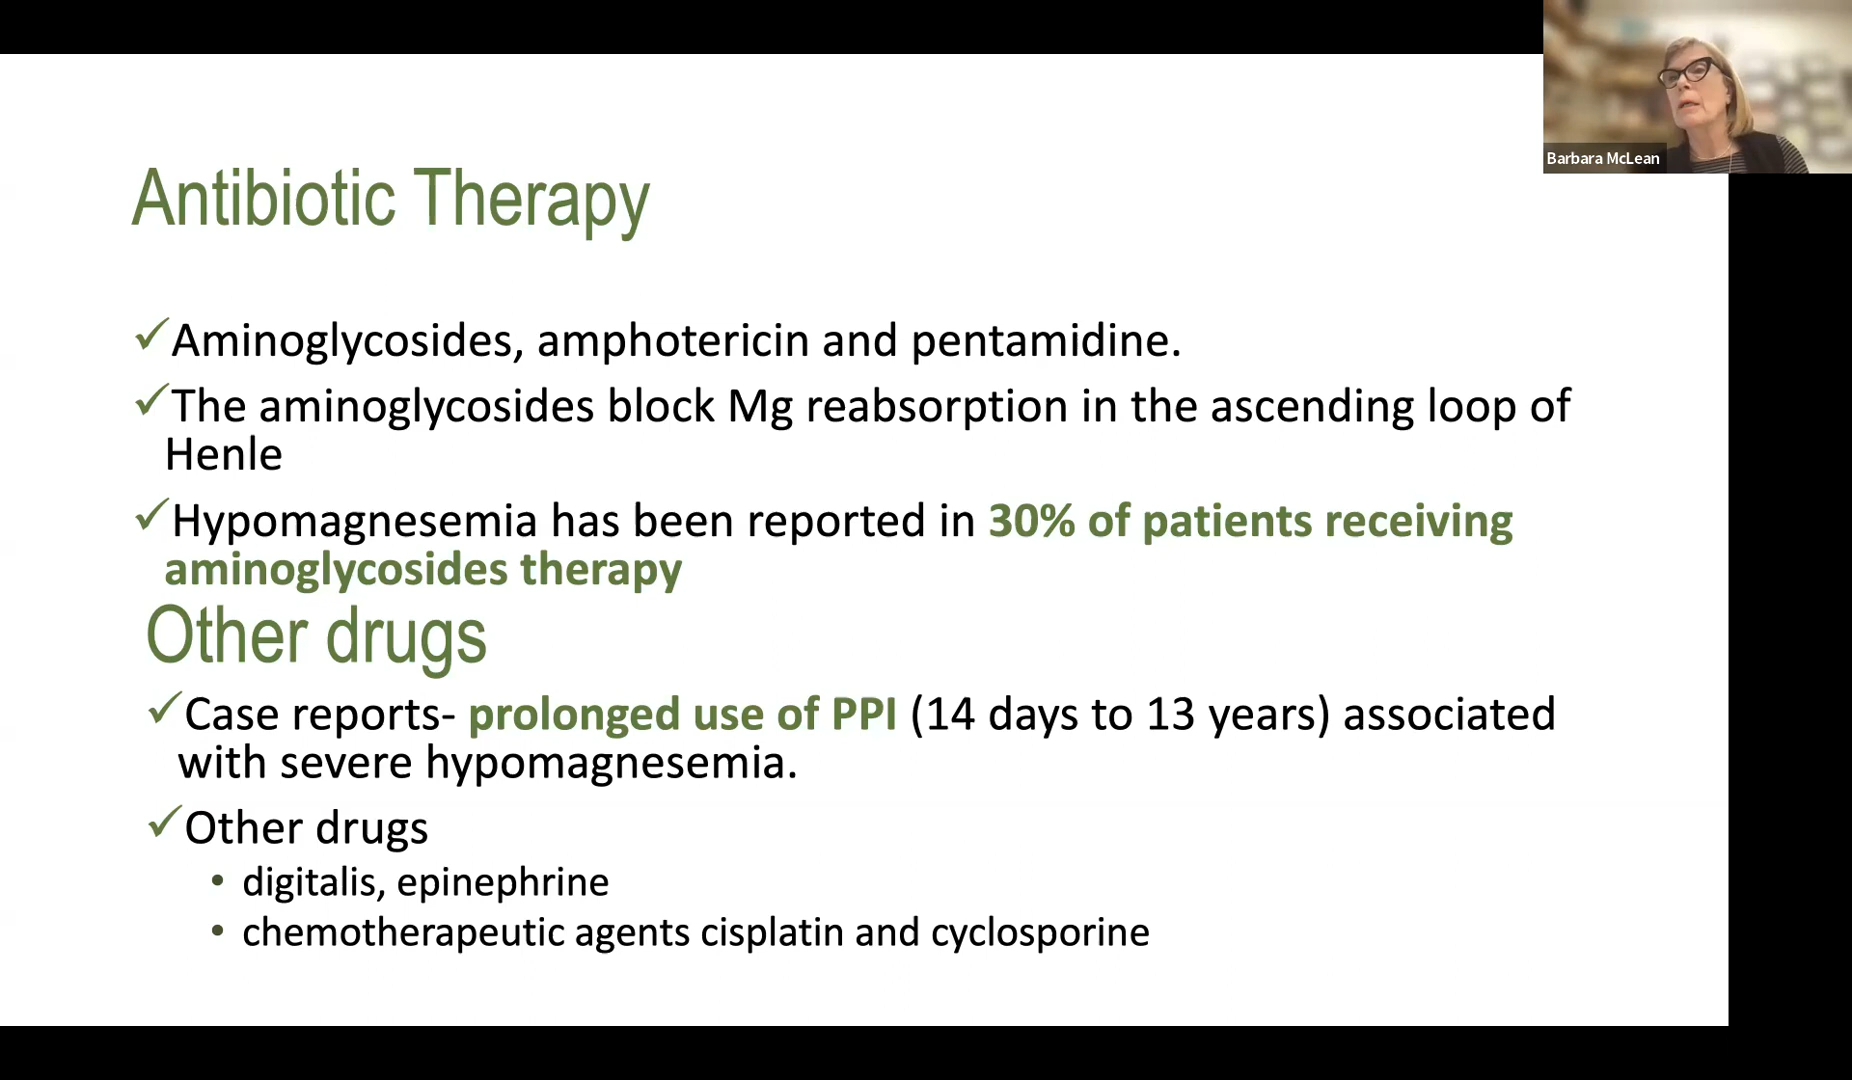 Barbara McLean
Antibiotic Therapy
✓Aminoglycosides, amphotericin and pentamidine.
✓The aminoglycosides block Mg reabsorption in the ascending loop of
Henle
✓Hypomagnesemia has been reported in 30% of patients receiving
aminoglycosides therapy
Other drugs
✓Case reports- prolonged use of PPI (14 days to 13 years) associated
with severe hypomagnesemia.
✓Other drugs
• digitalis, epinephrine
• chemotherapeutic agents cisplatin and cyclosporine